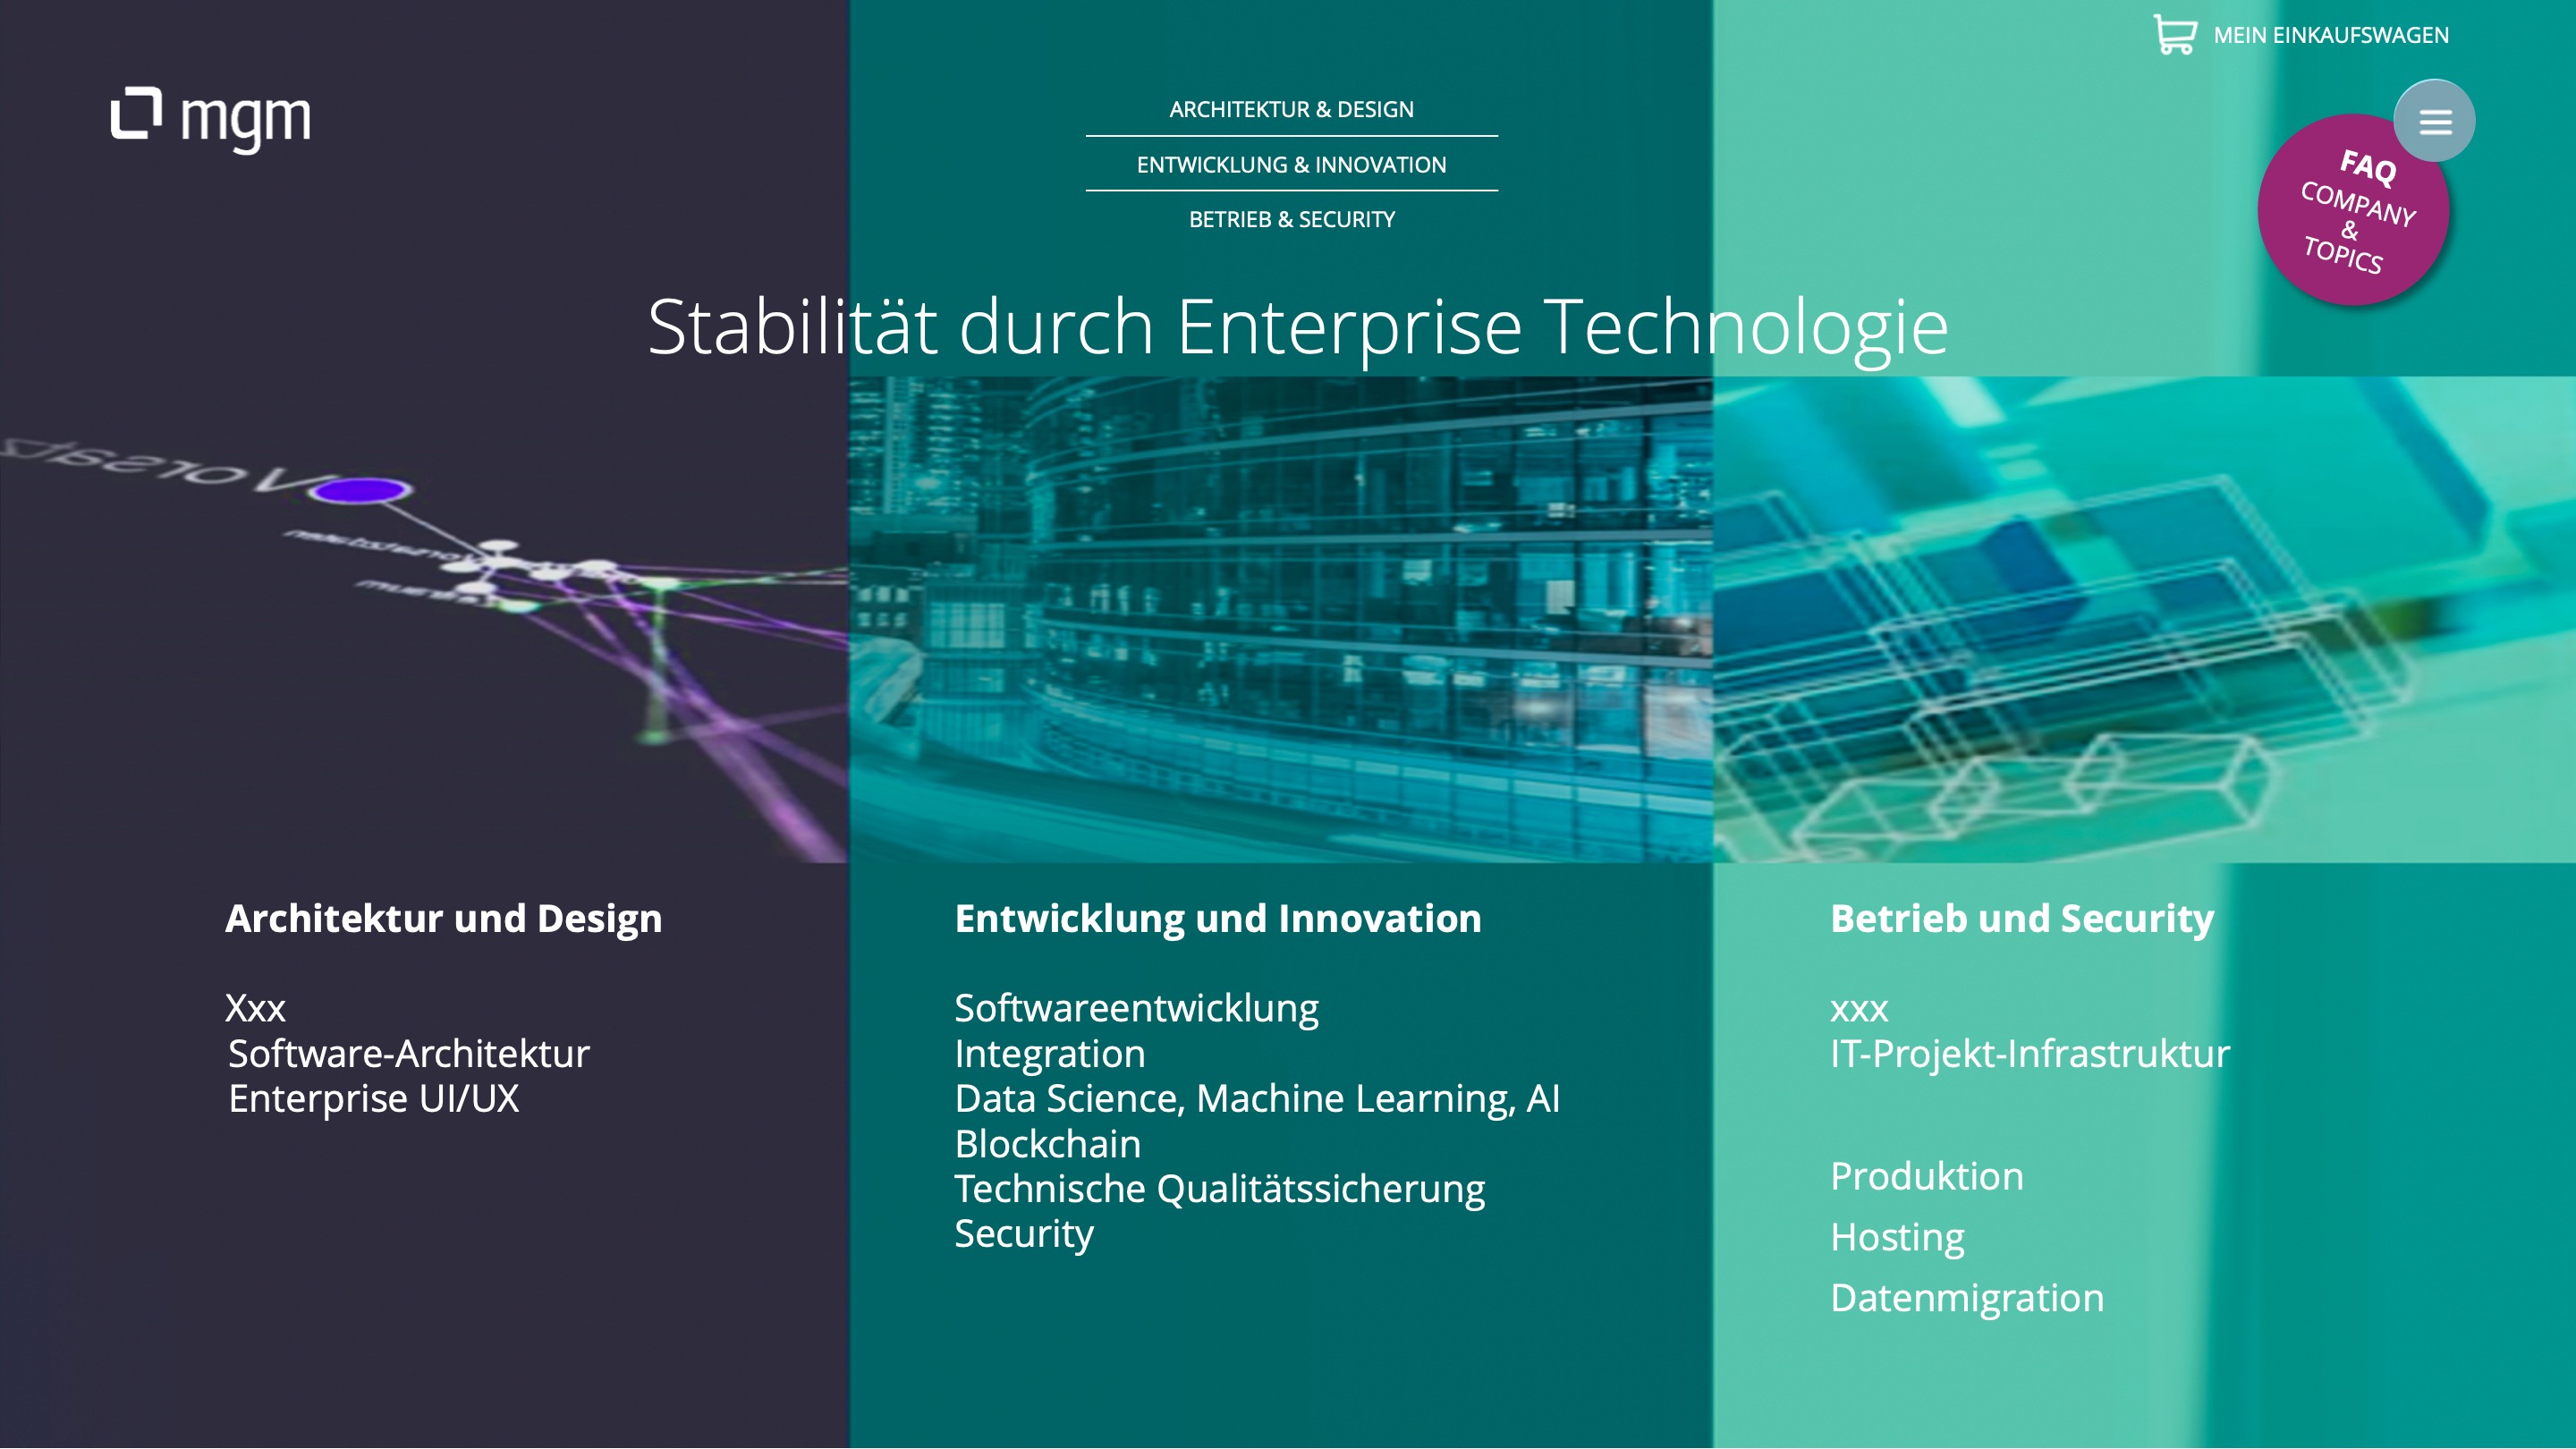 MEIN EINKAUFSWAGEN
mgm
ARCHITEKTUR & DESIGN
ENTWICKLUNG & INNOVATION
BETRIEB & SECURITY
FAQ
COMPANY
&
TOPICS
Stabilität durch Enterprise Technologie
Vorsatz
Architektur und Design
Xxx
Software-Architektur
Enterprise UI/UX
Entwicklung und Innovation
Softwareentwicklung
Integration
Data Science, Machine Learning, AI
Blockchain
Technische Qualitätssicherung
Security
Betrieb und Security
xxx
IT-Projekt-Infrastruktur
Produktion
Hosting
Datenmigration